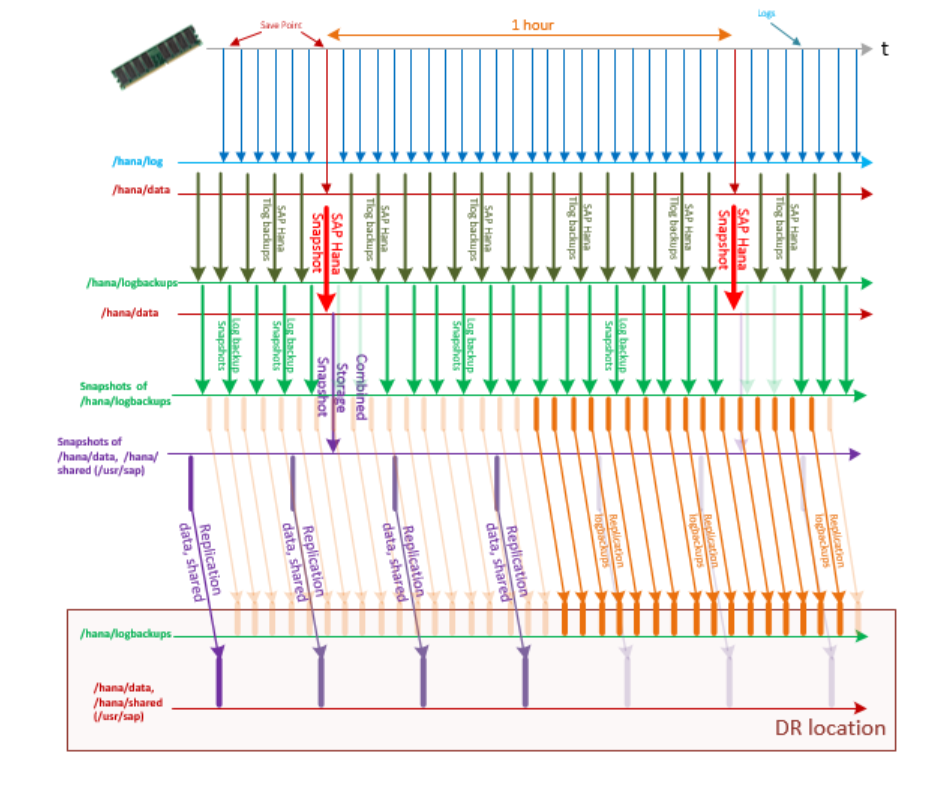 Save Poirc
1 hour
Logs
t
/hana/log
/hana/data
Tlog backups
SAP Hana
SAP Hana
Snapshot
Tlog backups
SAP Hana
Tlog backups
SAP Hana
Tlog backups
SAP Hana
Tlog backups
SAP Hana
SAP Hana
Snapshot
Tlog backups
SAP Hana
/hana/logbackups
/hana/data
Log backup
Snapshots
Log backup
Snapshots
Combined
Storage
Snapshot
Log backup
Snapshots
Log backup
Snapshots
Snapshots of
/hana/logbackups
Snapshots of
/hana/data, /hana/
shared (/usr/sap)
Replication
data, shared
Replication
data, shared
Replication
data, shared
Replication
data, shared
Replication
logbackups
Replication
logbackups
Replication
logbackups
/hana/logbackups
/hana/data,
/hana/shared
(/usr/sap)
DR location